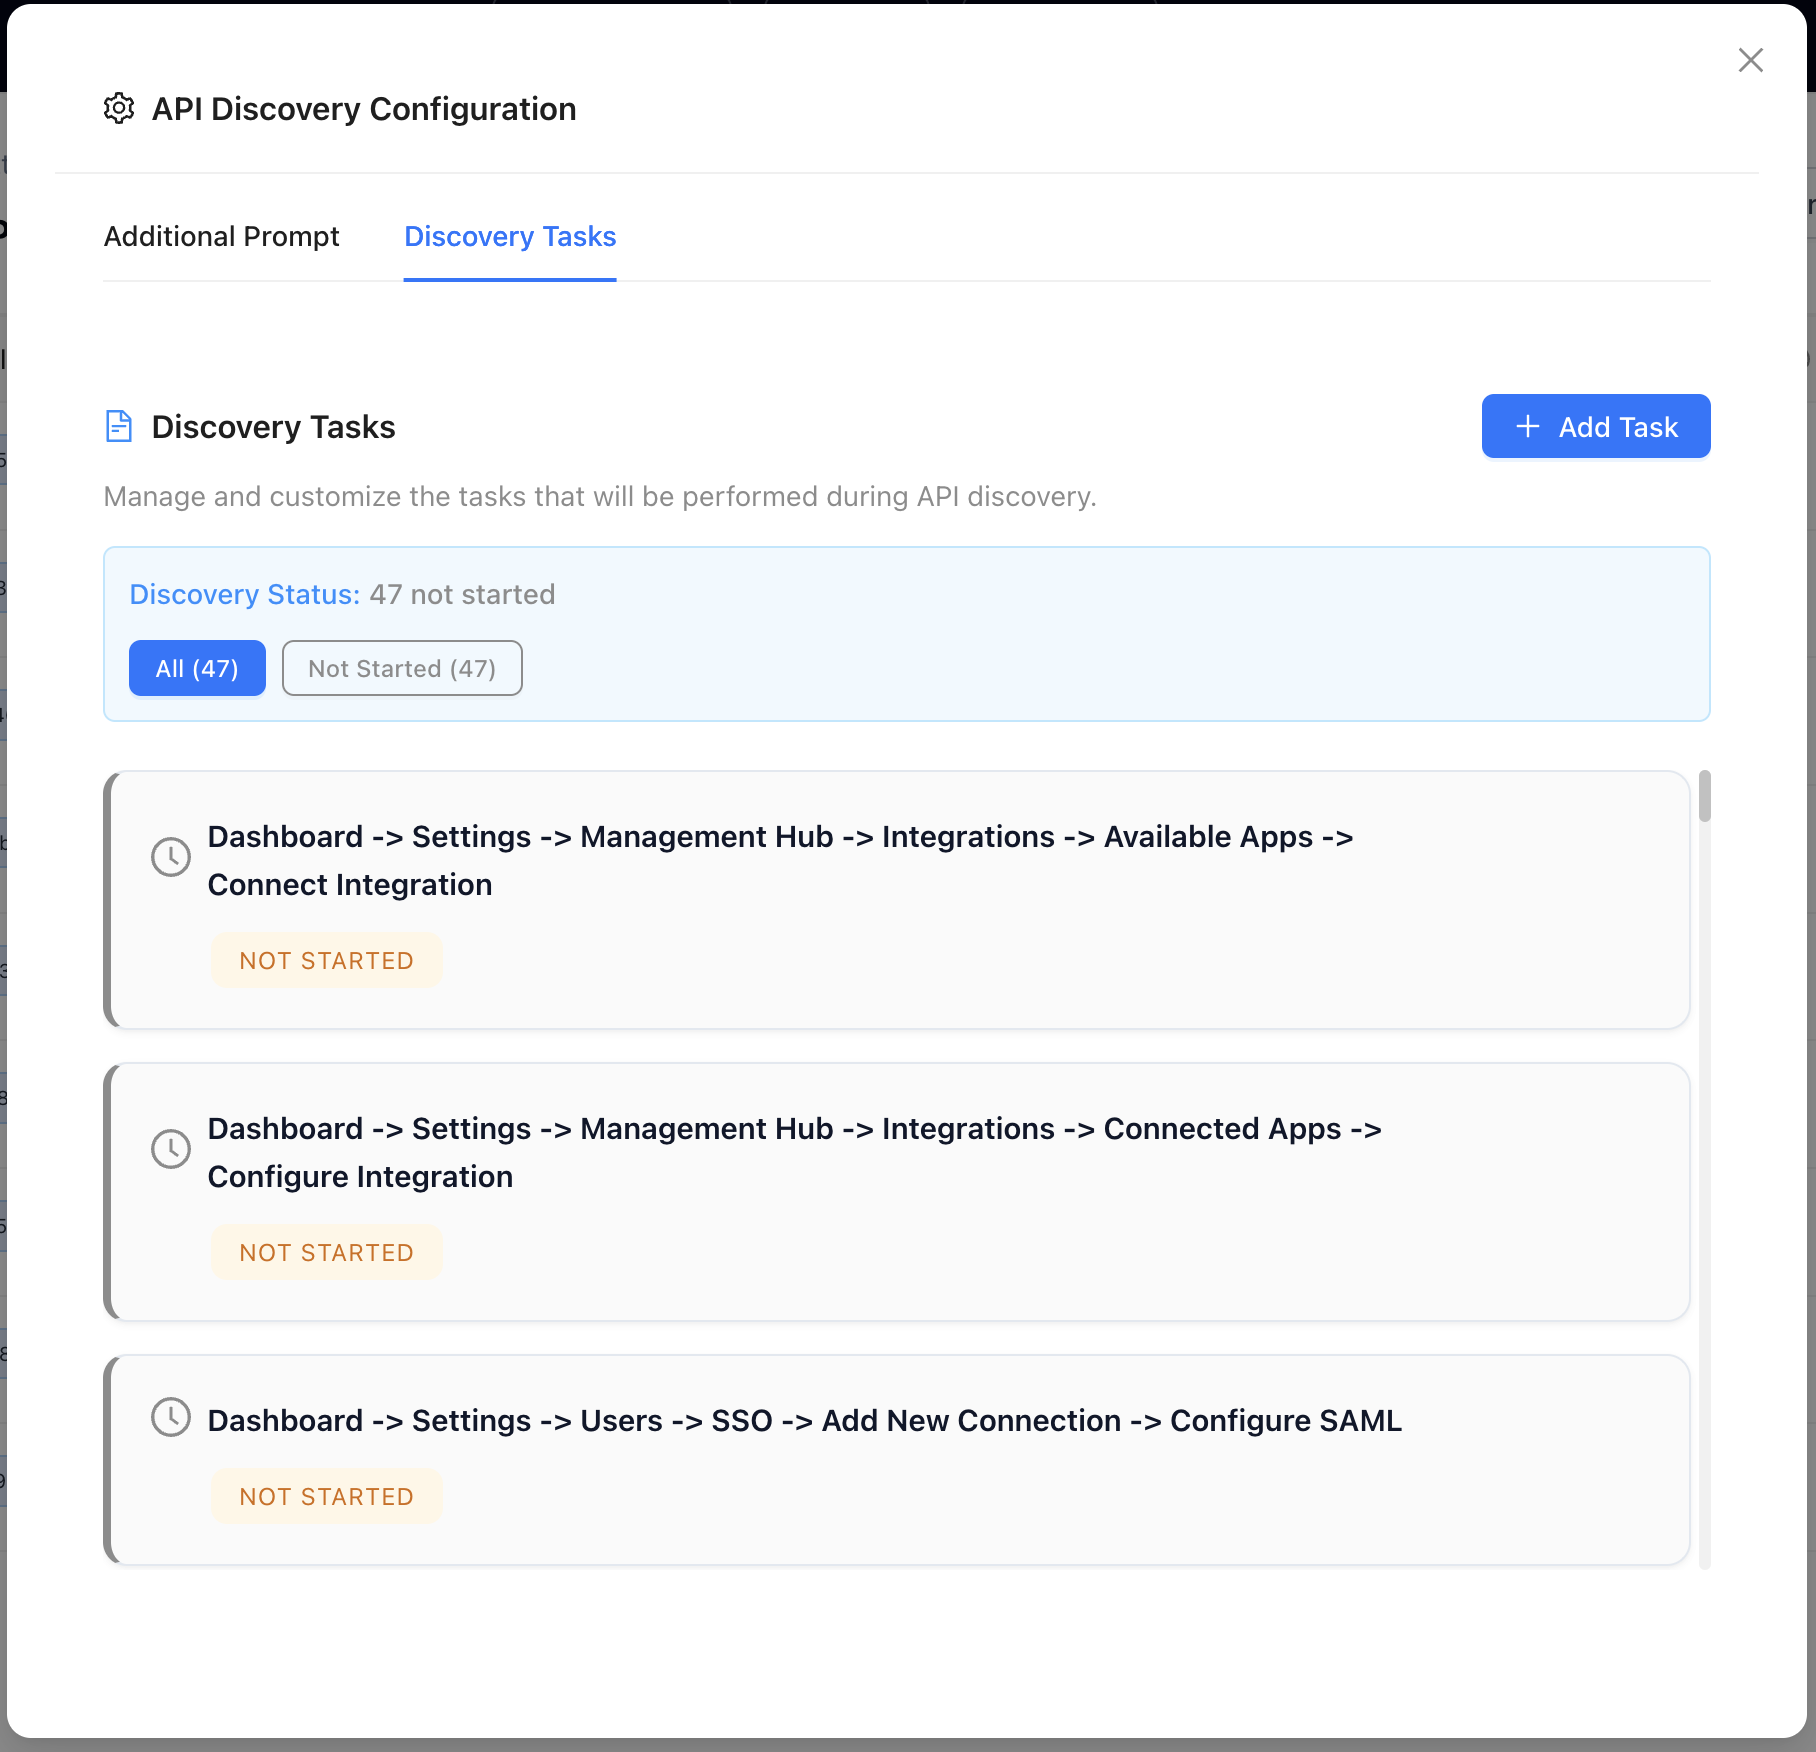 API Discovery Configuration
Additional Prompt
Discovery Tasks
Discovery Tasks
Add Task
Manage and customize the tasks that will be performed during API discovery.
Discovery Status: 47 not started
All (47)
Not Started (47)
Dashboard -> Settings -> Management Hub -> Integrations -> Available Apps ->
Connect Integration
NOT STARTED
Dashboard -> Settings -> Management Hub -> Integrations -> Connected Apps ->
Configure Integration
NOT STARTED
Dashboard -> Settings -> Users -> SSO -> Add New Connection -> Configure SAML
NOT STARTED